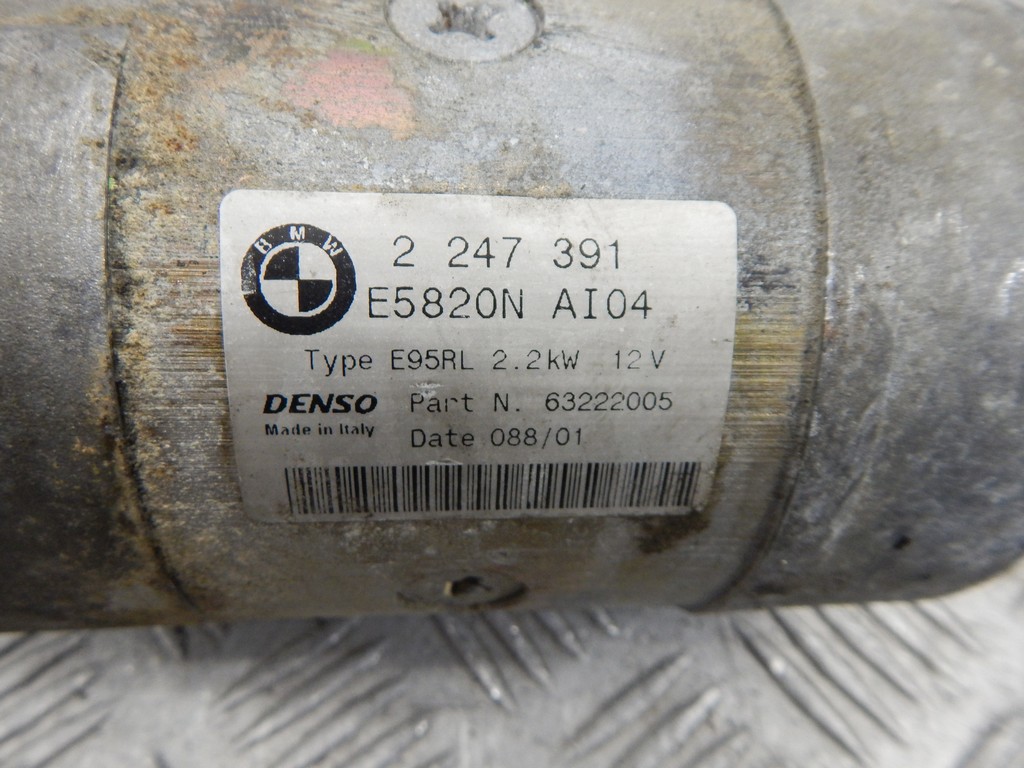 BMW
2 247 391
E5820N AI04
Type E95RL 2.2kW 12V
DENSO Part N. 63222005
Made in Italy Date 088/01